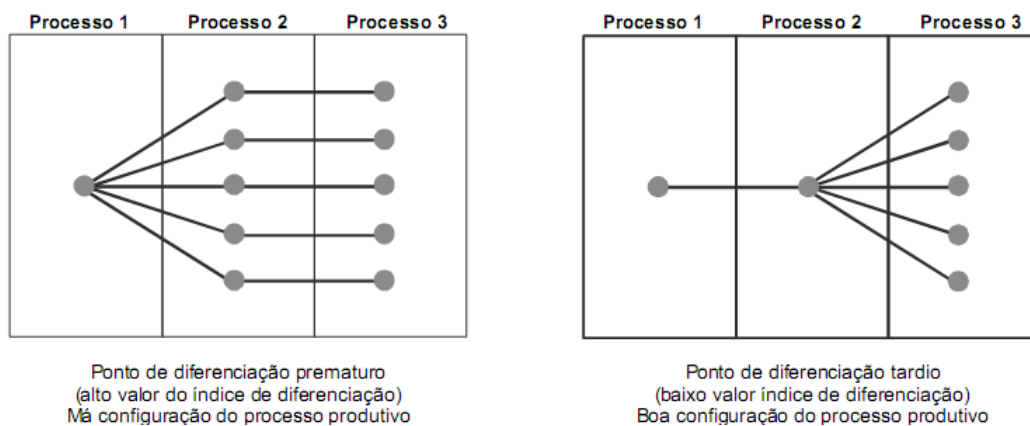 Processo 1 Processo 2 Processo 3
Ponto de diferenciação prematuro
(alto valor do índice de diferenciação)
Má configuração do processo produtivo
Processo 1 Processo 2 Processo 3
Ponto de diferenciação tardio
(baixo valor índice de diferenciação)
Boa configuração do processo produtivo